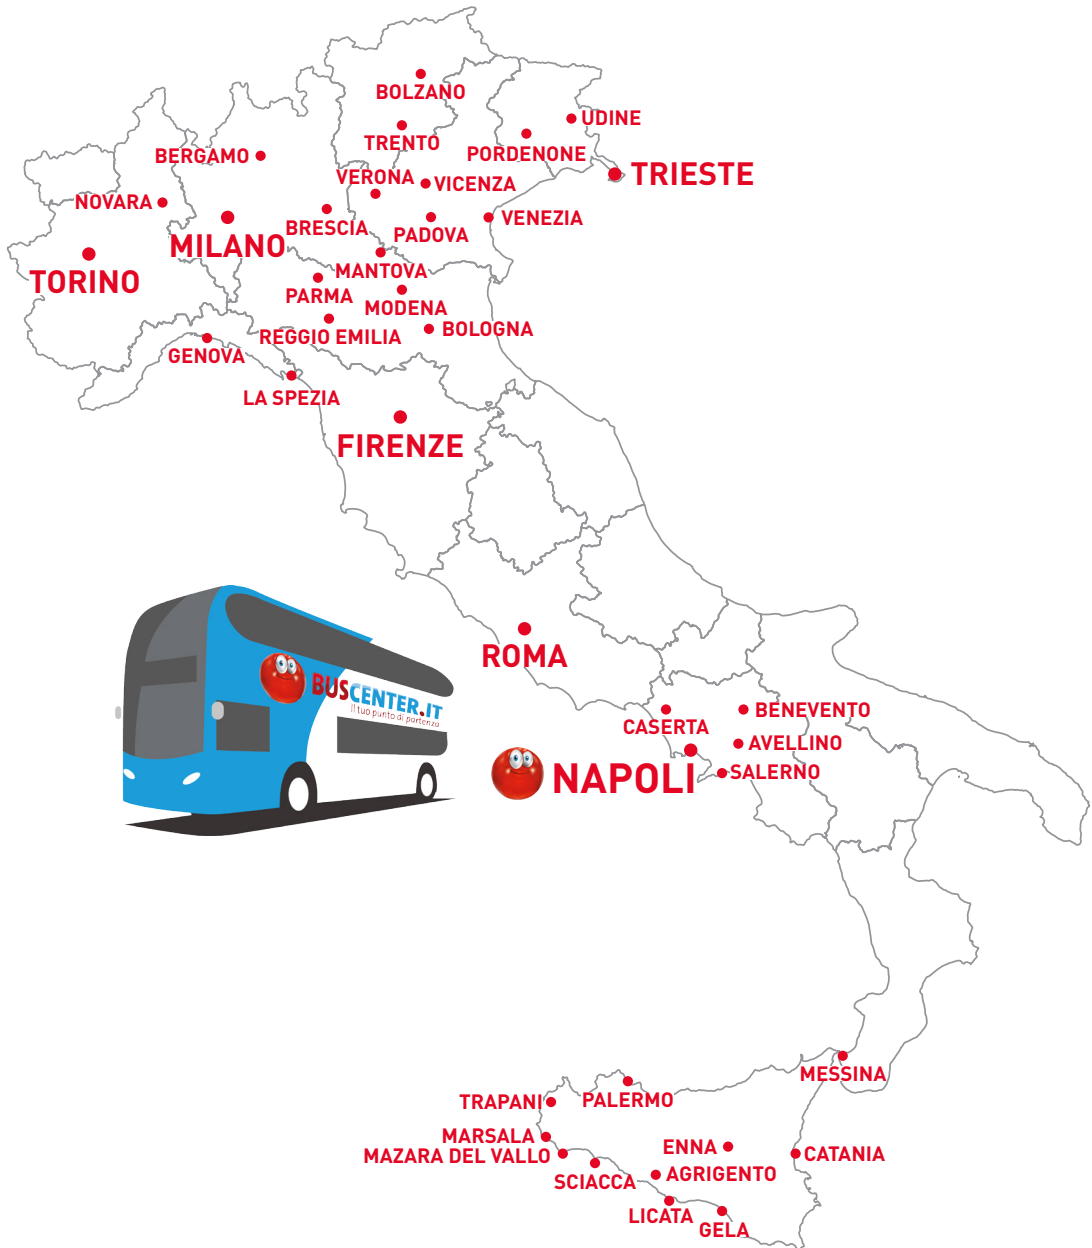 BOLZANO
UDINE
TRENTO
PORDENONE
BERGAMO
TRIESTE
VERONA
VICENZA
NOVARA
BRESCIA
PADOVA
VENEZIA
MILANO
TORINO
MANTOVA
PARMA
MODENA
REGGIO EMILIA
BOLOGNA
GENOVA
LA SPEZIA
FIRENZE
ROMA
BUSCENTER.IT
Il tuo punto di partenza
CASERTA
BENEVENTO
AVELLINO
NAPOLI
SALERNO
MESSINA
TRAPANI
PALERMO
MARSALA
MAZARA DEL VALLO
ENNA
CATANIA
SCIACCA
AGRIGENTO
LICATA
GELA